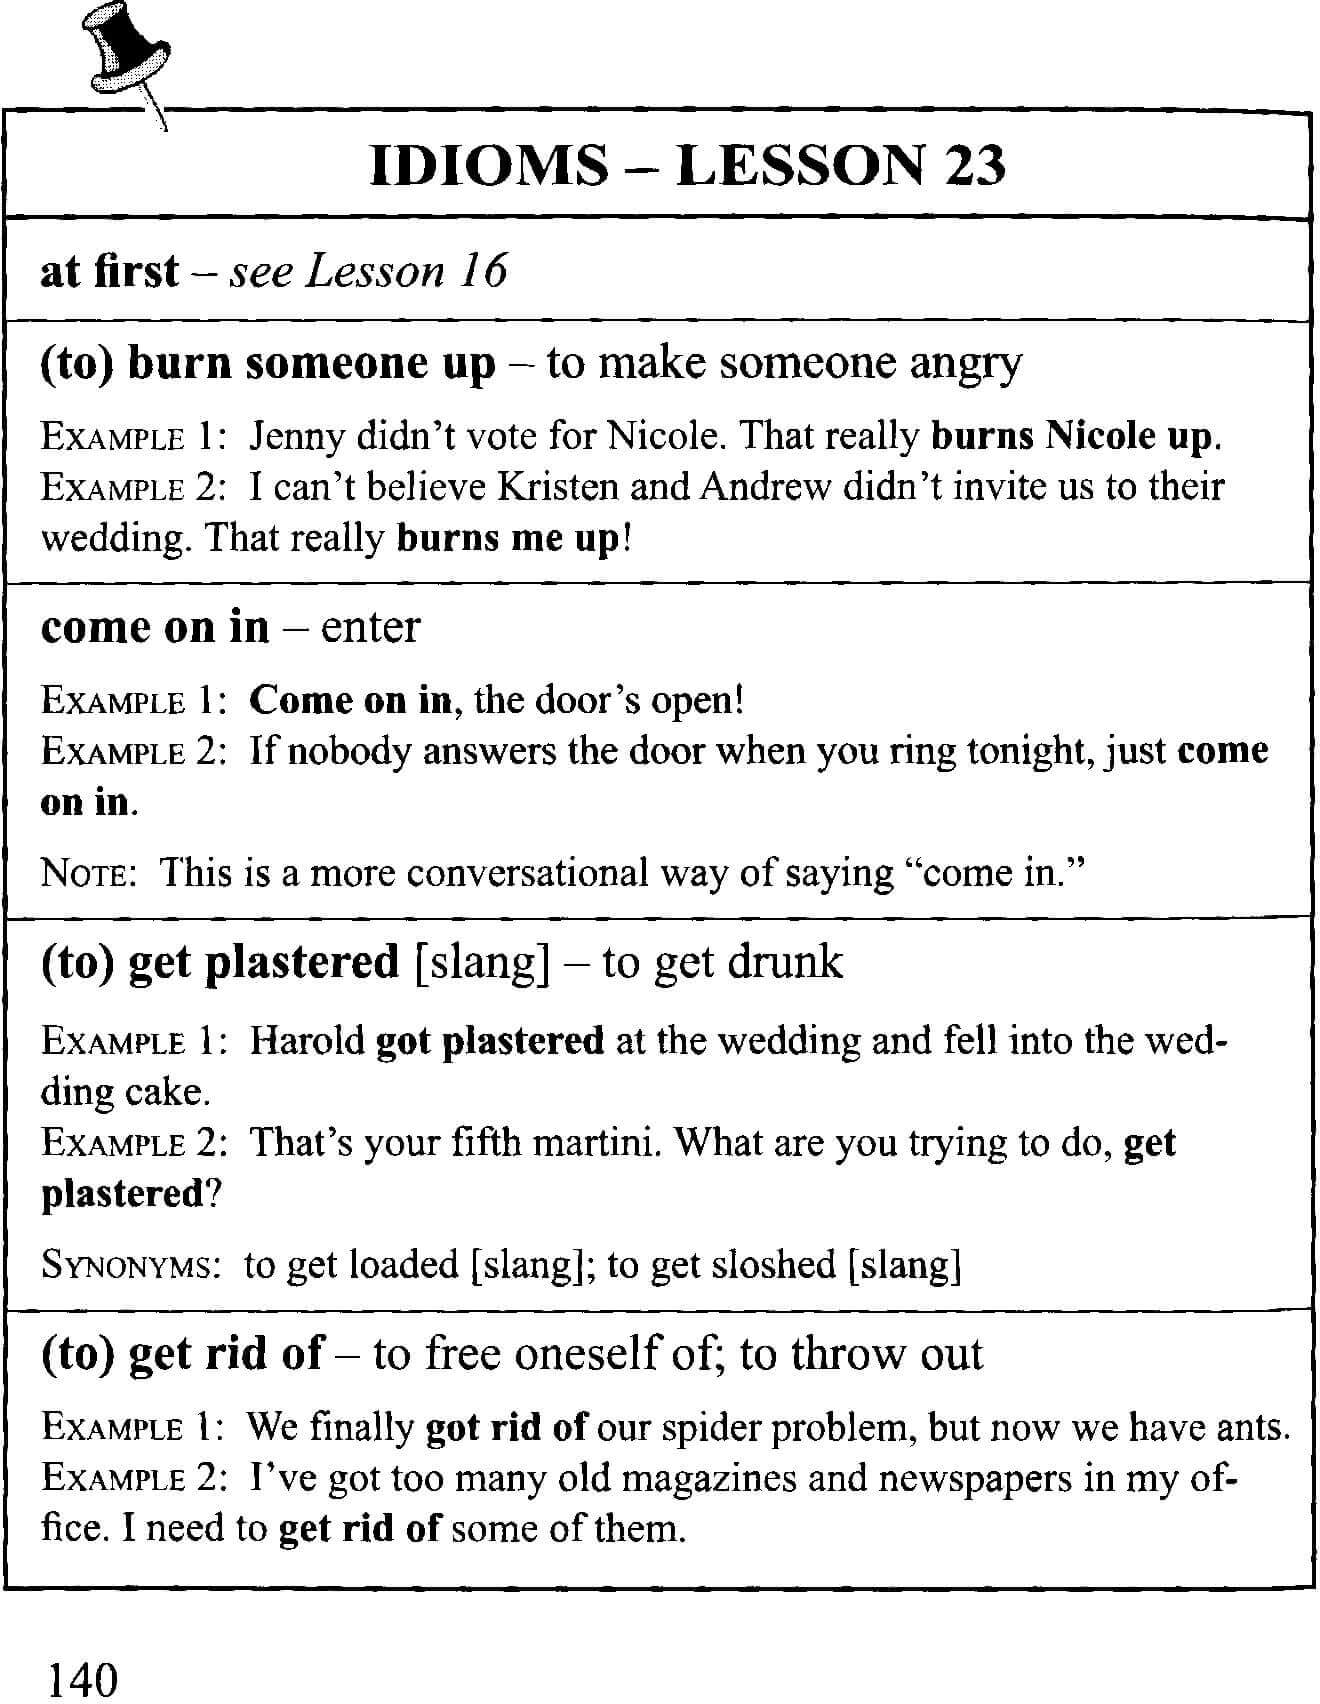 IDIOMS – LESSON 23
at first – see Lesson 16
(to) burn someone up – to make someone angry
EXAMPLE 1: Jenny didn't vote for Nicole. That really burns Nicole up.
EXAMPLE 2: I can't believe Kristen and Andrew didn't invite us to their
wedding. That really burns me up!
come on in – enter
EXAMPLE 1: Come on in, the door's open!
EXAMPLE 2: If nobody answers the door when you ring tonight, just come
on in.
NOTE: This is a more conversational way of saying “come in.”
(to) get plastered [slang] – to get drunk
EXAMPLE 1: Harold got plastered at the wedding and fell into the wed-
ding cake.
EXAMPLE 2: That's your fifth martini. What are you trying to do, get
plastered?
SYNONYMS: to get loaded [slang]; to get sloshed [slang]
(to) get rid of – to free oneself of; to throw out
EXAMPLE 1: We finally got rid of our spider problem, but now we have ants.
EXAMPLE 2: I've got too many old magazines and newspapers in my of-
fice. I need to get rid of some of them.
140